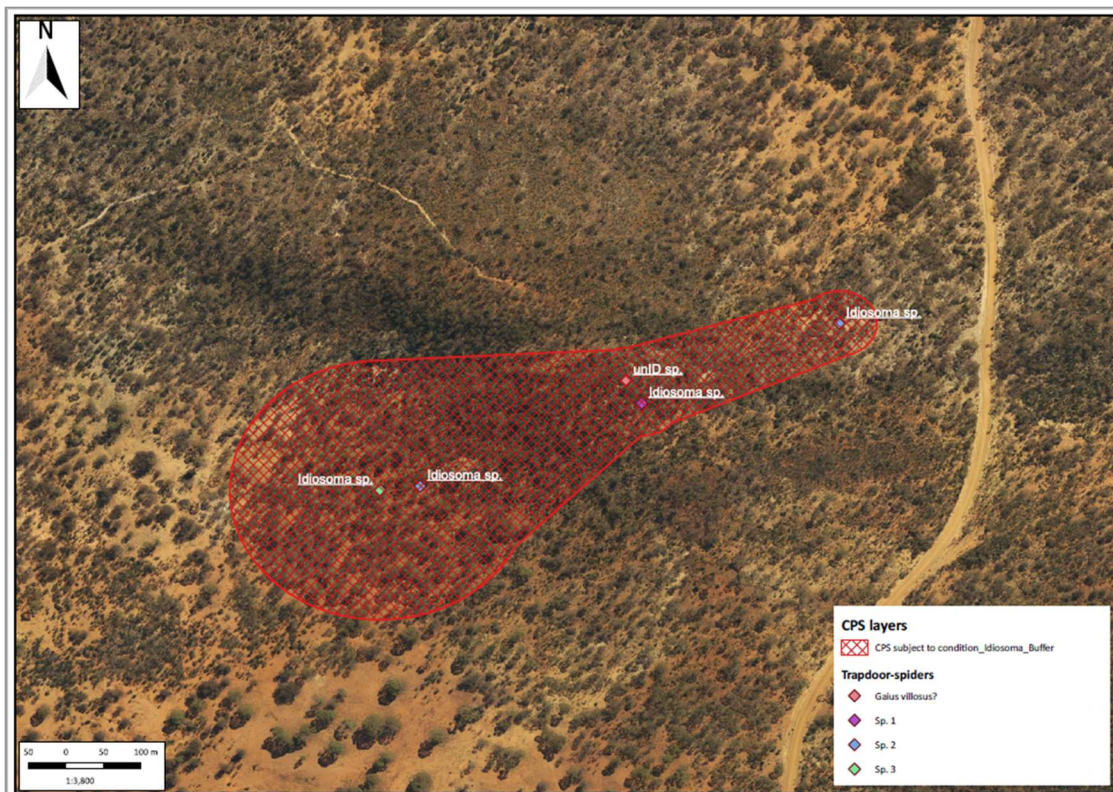 N
Idiosoma sp.
unID sp.
Idiosoma sp.
Idiosoma sp.
Idiosoma sp.
CPS layers
CPS subject to condition_Idiosoma_Buffer
Trapdoor-spiders
Gaius villosus?
Sp. 1
Sp. 2
Sp. 3
50 0 50 100 m
1:3,800